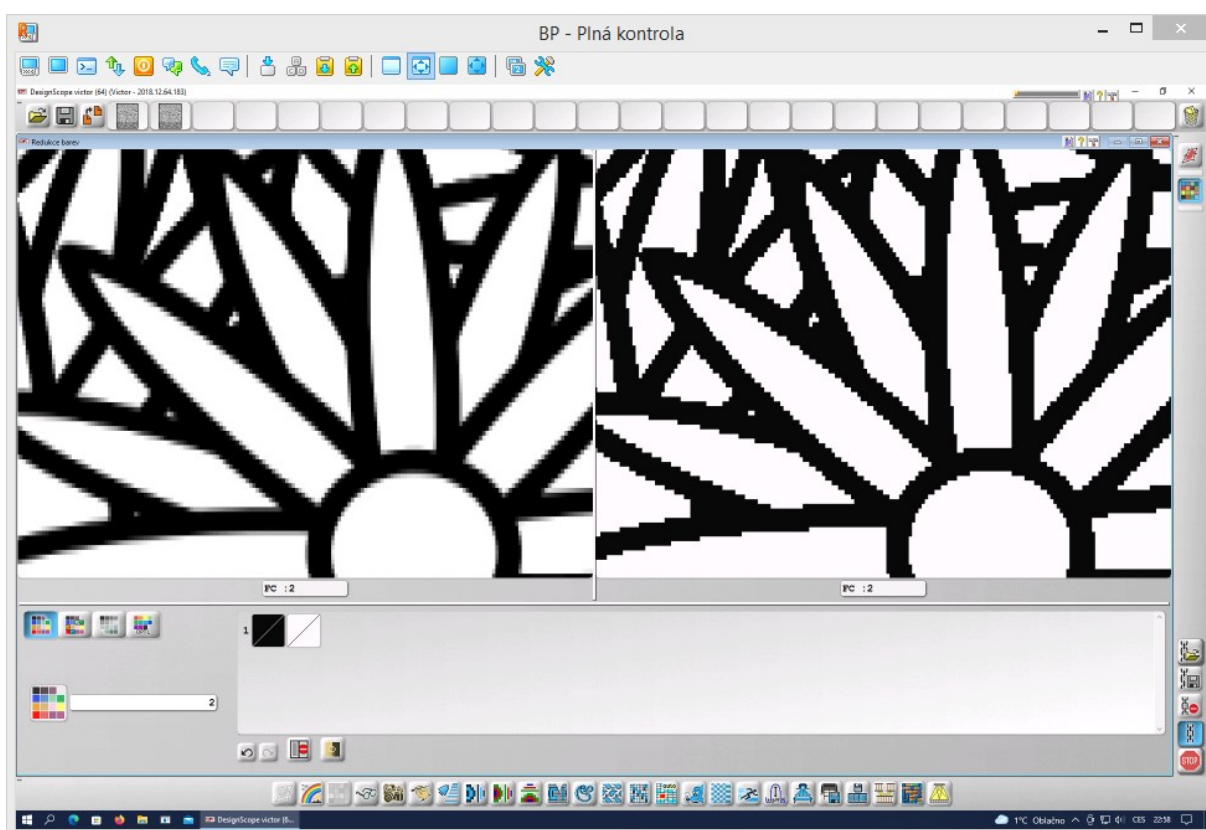 BP - Plná kontrola
DesignScope victor (64) (Victor - 2018.12.64.183)
Redukce barev
FC :2
FC :2
1
2
STOP
DesignScope victor (6...
1°C Oblačno
CES
22:58